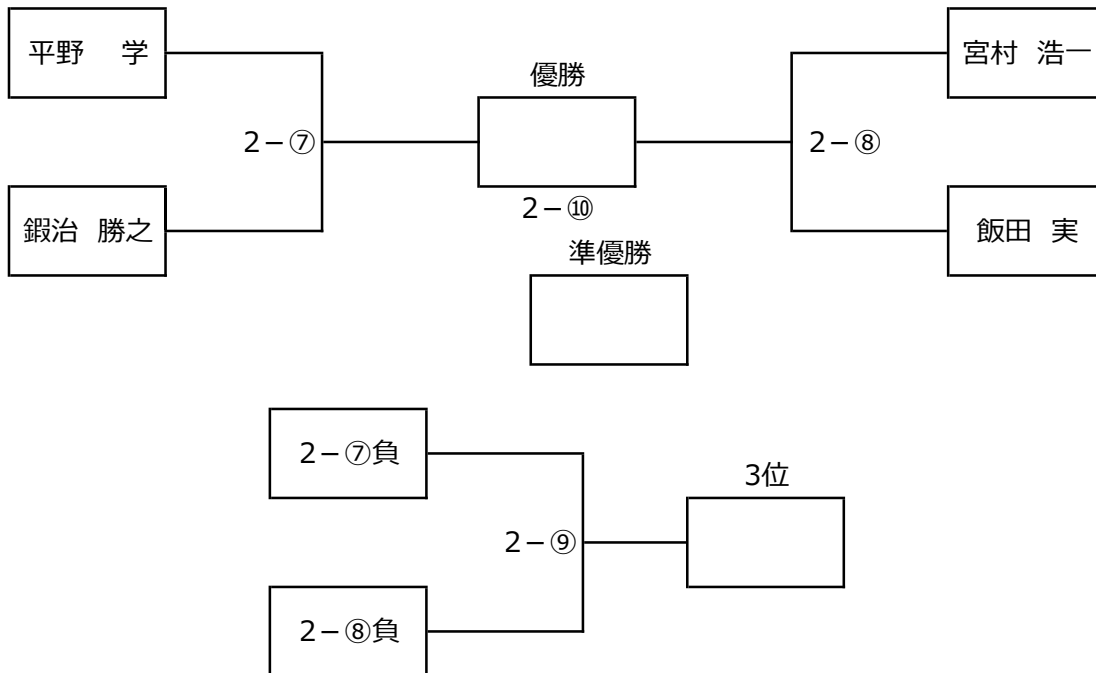 平野　学
宮村 浩一
優勝
2－⑦
2－⑧
鍜治 勝之
飯田 実
2－⑩
準優勝
2－⑦負
3位
2－⑨
2－⑧負